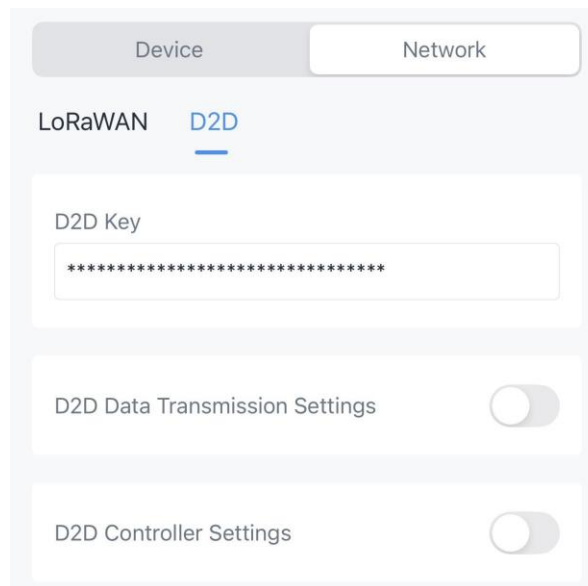 Device Network
LoRaWAN D2D
D2D Key
********************************
D2D Data Transmission Settings
D2D Controller Settings